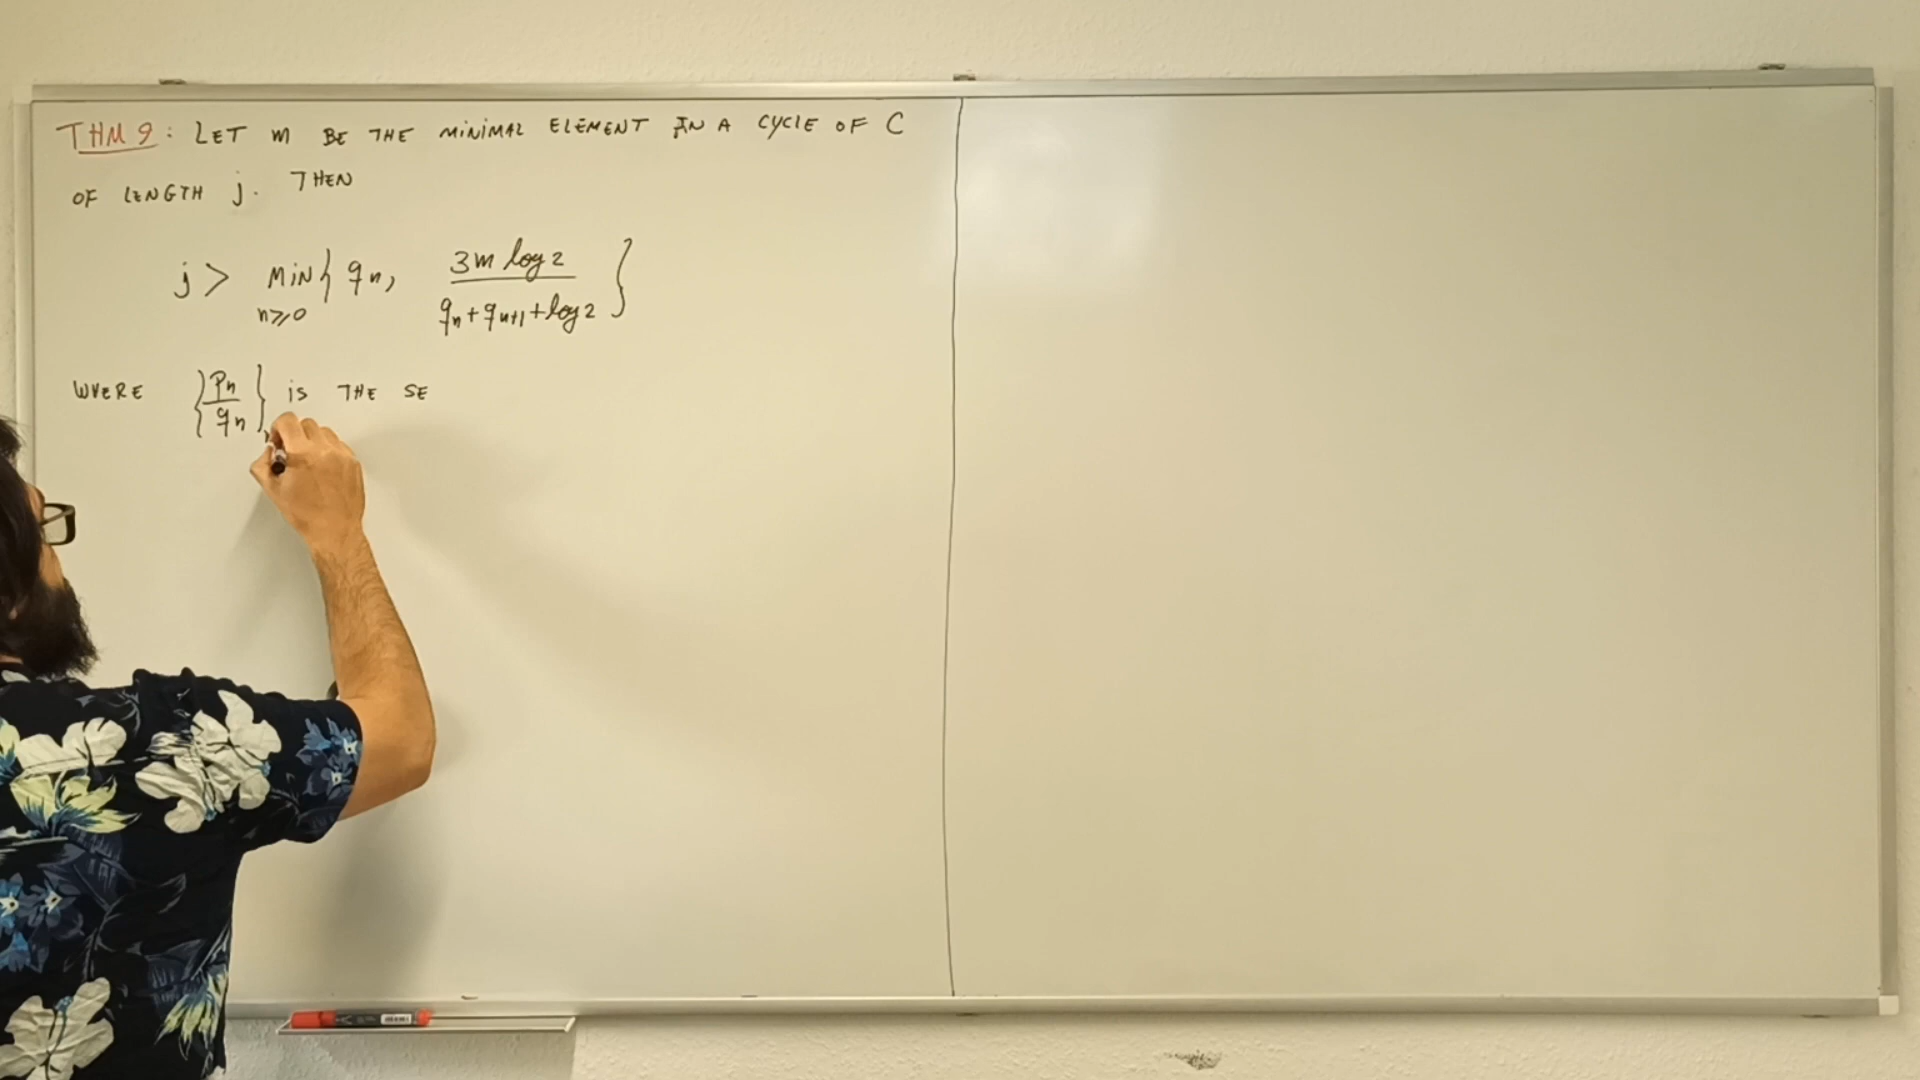 THM 9: LET m BE THE MINIMAL ELEMENT IN A CYCLE OF C
OF LENGTH j. THEN
j > MIN_{n≥0} { q_n, (3m log 2)/(q_n + q_{n+1} + log 2) }
WHERE { p_n/q_n } is THE SE